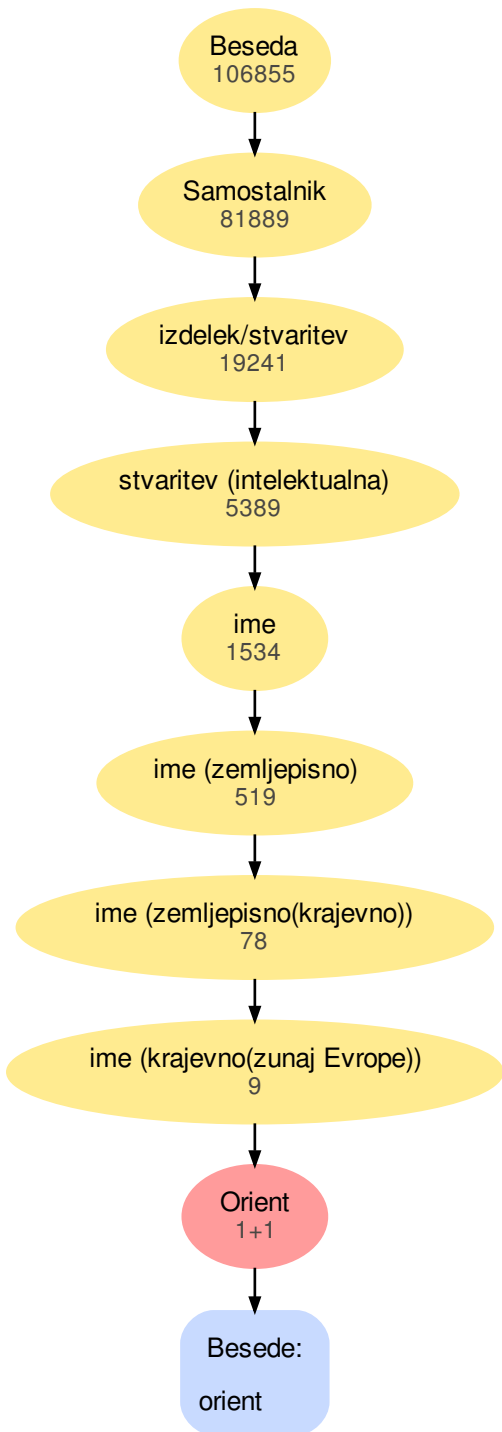 Beseda
106855
Samostalnik
81889
izdelek/stvaritev
19241
stvaritev (intelektualna)
5389
ime
1534
ime (zemljepisno)
519
ime (zemljepisno(krajevno))
78
ime (krajevno(zunaj Evrope))
9
Orient
1+1
Besede:
orient